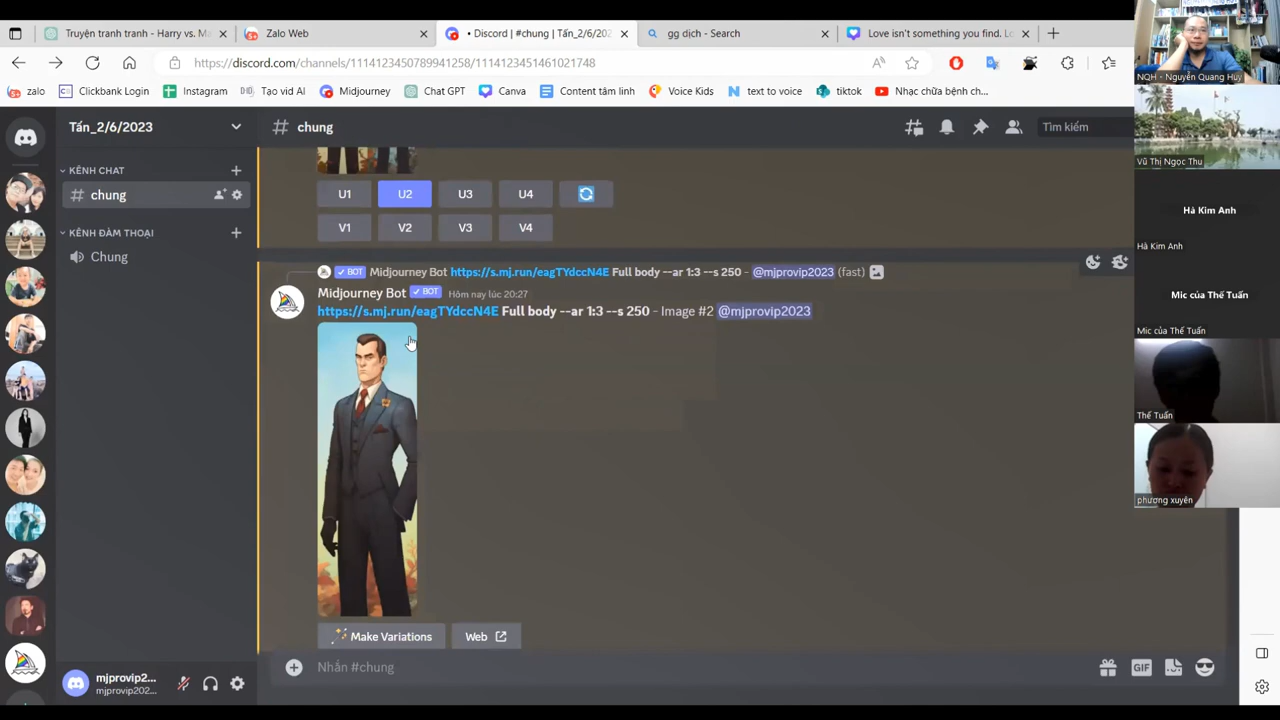 Truyện tranh tranh - Harry vs. Ma
Zalo Web
• Discord | #chung | Tấn_2/6/202
gg dịch - Search
Love isn't something you find. Lo
https://discord.com/channels/1114123450789941258/1114123451461021748
zalo
Clickbank Login
Instagram
Tạo vid AI
Midjourney
Chat GPT
Canva
Content tâm linh
Voice Kids
text to voice
tiktok
Nhạc chữa bệnh ch...
Tấn_2/6/2023
chung
Tìm kiếm
KÊNH CHAT
chung
KÊNH ĐÀM THOẠI
Chung
U1
U2
U3
U4
V1
V2
V3
V4
BOT Midjourney Bot https://s.mj.run/eagTYdccN4E Full body --ar 1:3 --s 250 - @mjprovip2023 (fast)
Midjourney Bot BOT Hôm nay lúc 20:27
https://s.mj.run/eagTYdccN4E Full body --ar 1:3 --s 250 - Image #2 @mjprovip2023
Make Variations
Web
Nhắn #chung
GIF
mjprovip2...
mjprovip202...
NQH - Nguyễn Quang Huy
Vũ Thị Ngọc Thu
Hà Kim Anh
Hà Kim Anh
Mic của Thế Tuấn
Mic của Thế Tuấn
Thế Tuấn
phương xuyên